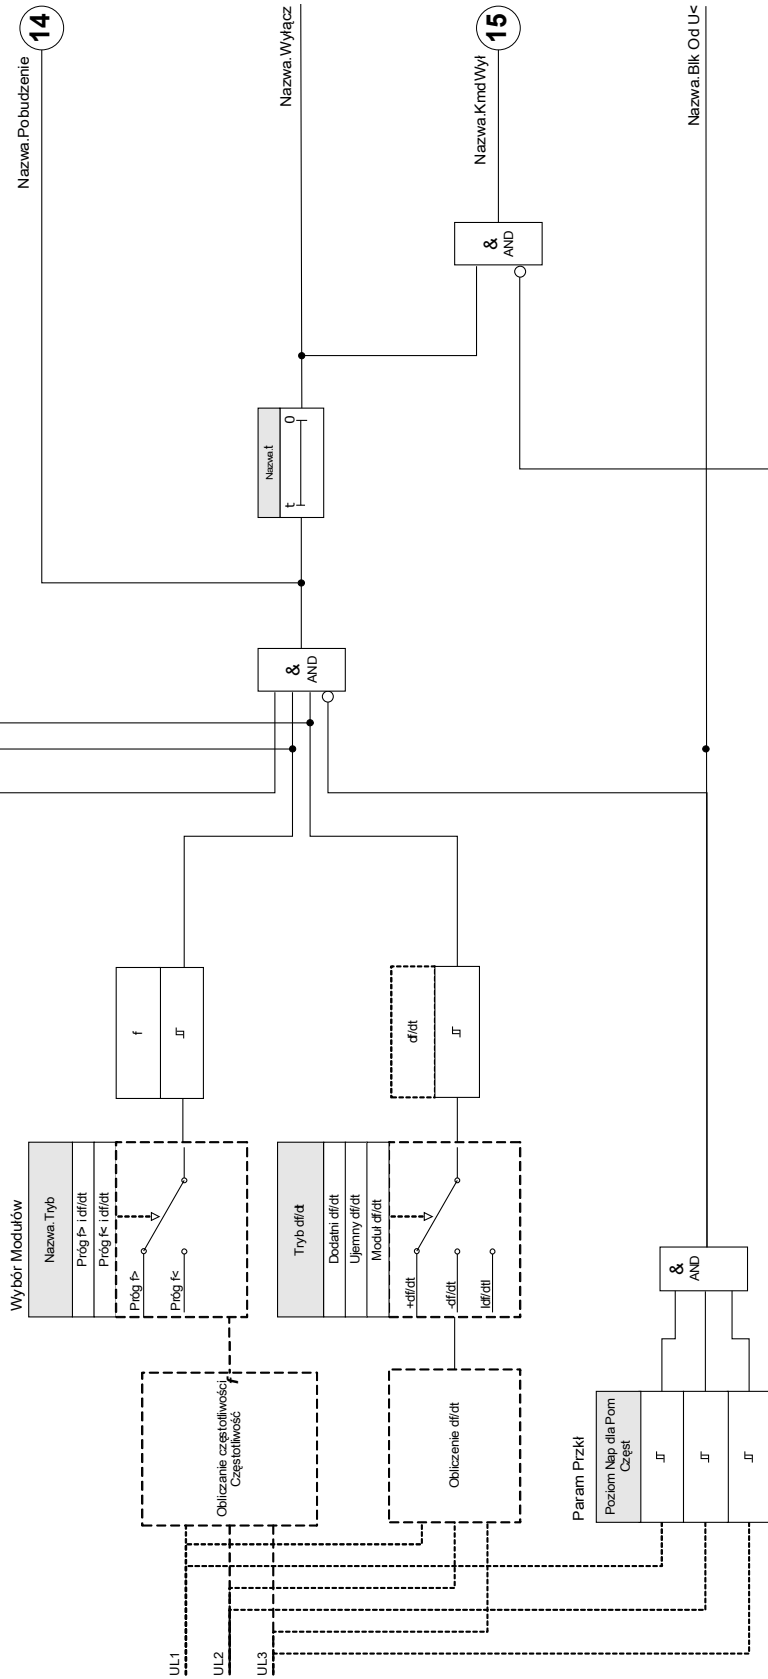 14
Nazwa.Pobudzenie
Nazwa.Wyłącz
15
Nazwa.KmdWył
Nazwa.Blk Od U<
&
AND
Nazwa.t
t
0
&
AND
f
df/dt
Wybór Modułów
Nazwa.Tryb
Próg f> i df/dt
Próg f< i df/dt
Próg f>
Próg f<
Tryb df/dt
Dodatni df/dt
Ujemny df/dt
Moduł df/dt
+df/dt
-df/dt
|df/dt|
&
AND
Obliczanie częstotliwości
Częstotliwość
f
Obliczenie df/dt
Param Przkł
Poziom Nap dla Pom
Częst
UL1
UL2
UL3